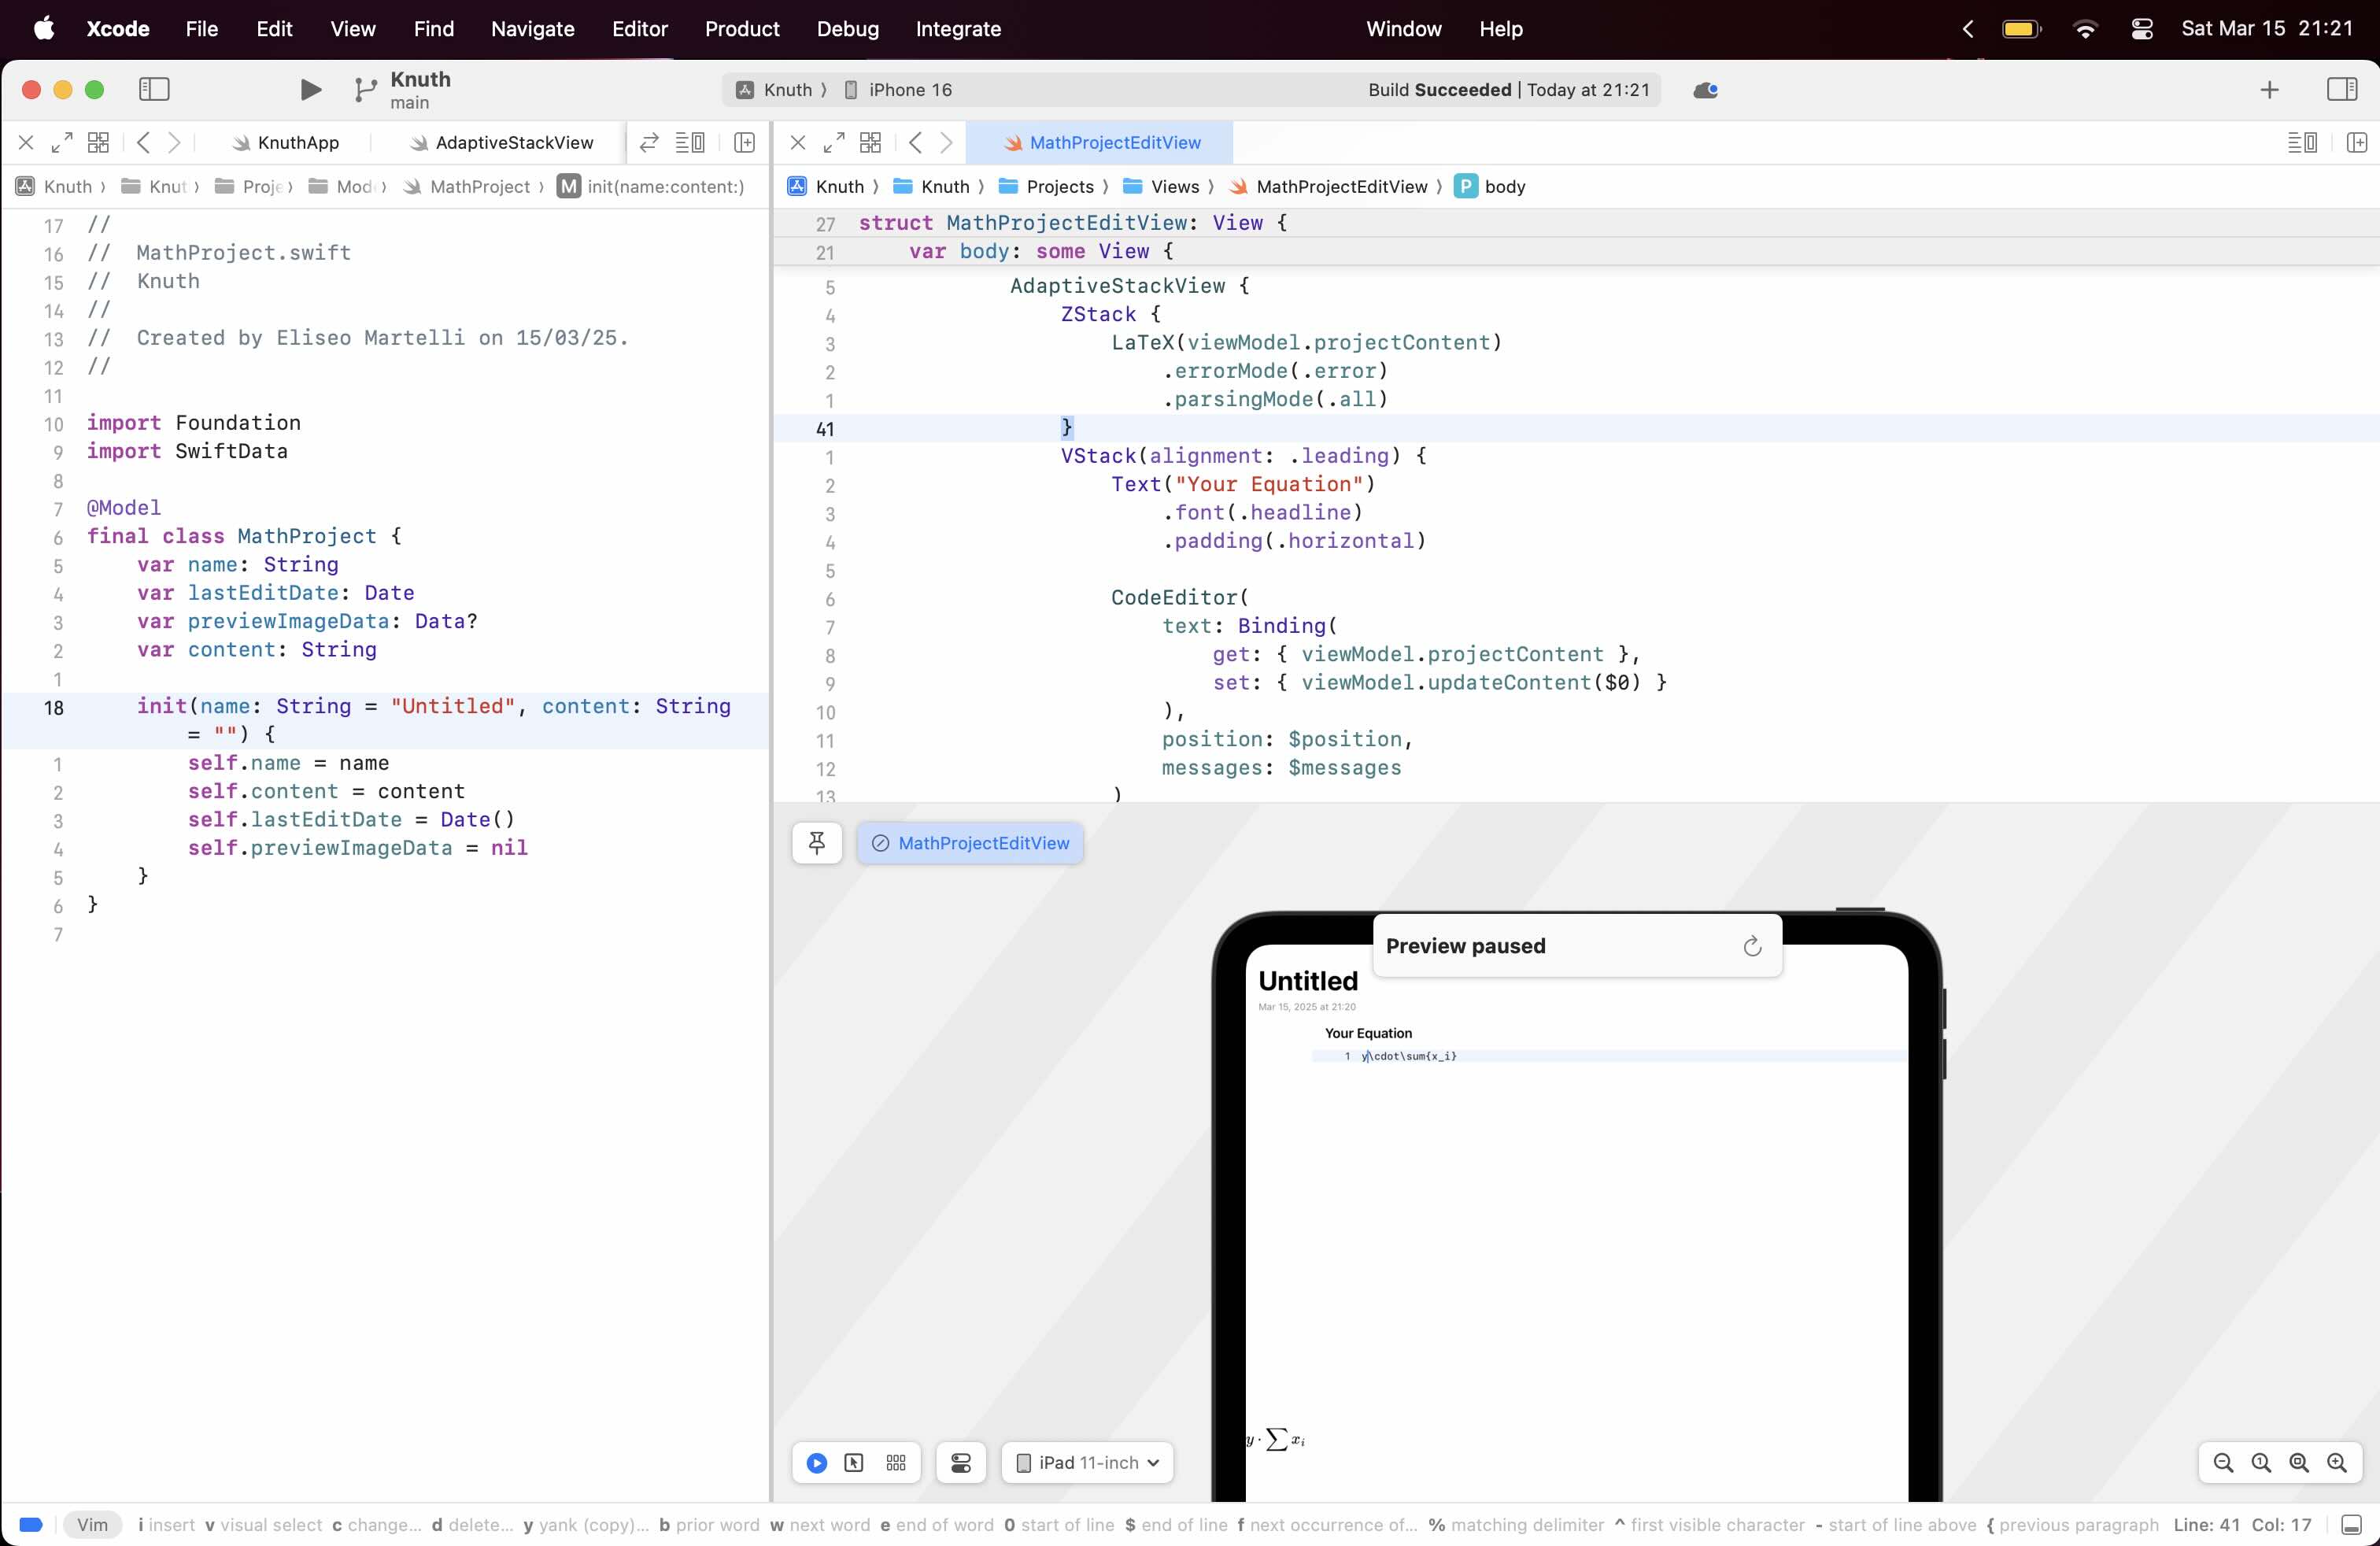 Xcode File Edit View Find Navigate Editor Product Debug Integrate Window Help Sat Mar 15 21:21
Knuth
main
Knuth 〉 iPhone 16
Build Succeeded | Today at 21:21
KnuthApp AdaptiveStackView
MathProjectEditView
Knuth 〉 Knut 〉 Proje 〉 Mod 〉 MathProject 〉 M init(name:content:)
17 //
16 //  MathProject.swift
15 //  Knuth
14 //
13 //  Created by Eliseo Martelli on 15/03/25.
12 //
11
10 import Foundation
9 import SwiftData
8
7 @Model
6 final class MathProject {
5     var name: String
4     var lastEditDate: Date
3     var previewImageData: Data?
2     var content: String
1
18     init(name: String = "Untitled", content: String
= "") {
1         self.name = name
2         self.content = content
3         self.lastEditDate = Date()
4         self.previewImageData = nil
5     }
6 }
7
Knuth 〉 Knuth 〉 Projects 〉 Views 〉 MathProjectEditView 〉 P body
27 struct MathProjectEditView: View {
21     var body: some View {
5             AdaptiveStackView {
4                 ZStack {
3                     LaTeX(viewModel.projectContent)
2                         .errorMode(.error)
1                         .parsingMode(.all)
41                 }
1                 VStack(alignment: .leading) {
2                     Text("Your Equation")
3                         .font(.headline)
4                         .padding(.horizontal)
5
6                     CodeEditor(
7                         text: Binding(
8                             get: { viewModel.projectContent },
9                             set: { viewModel.updateContent($0) }
10                         ),
11                         position: $position,
12                         messages: $messages
13                     )
MathProjectEditView
Preview paused
Untitled
Mar 15, 2025 at 21:20
Your Equation
1 y\cdot\sum{x_i}
y · ∑ xᵢ
iPad 11-inch
Vim i insert v visual select c change... d delete... y yank (copy)... b prior word w next word e end of word 0 start of line $ end of line f next occurrence of... % matching delimiter ^ first visible character - start of line above { previous paragraph Line: 41 Col: 17